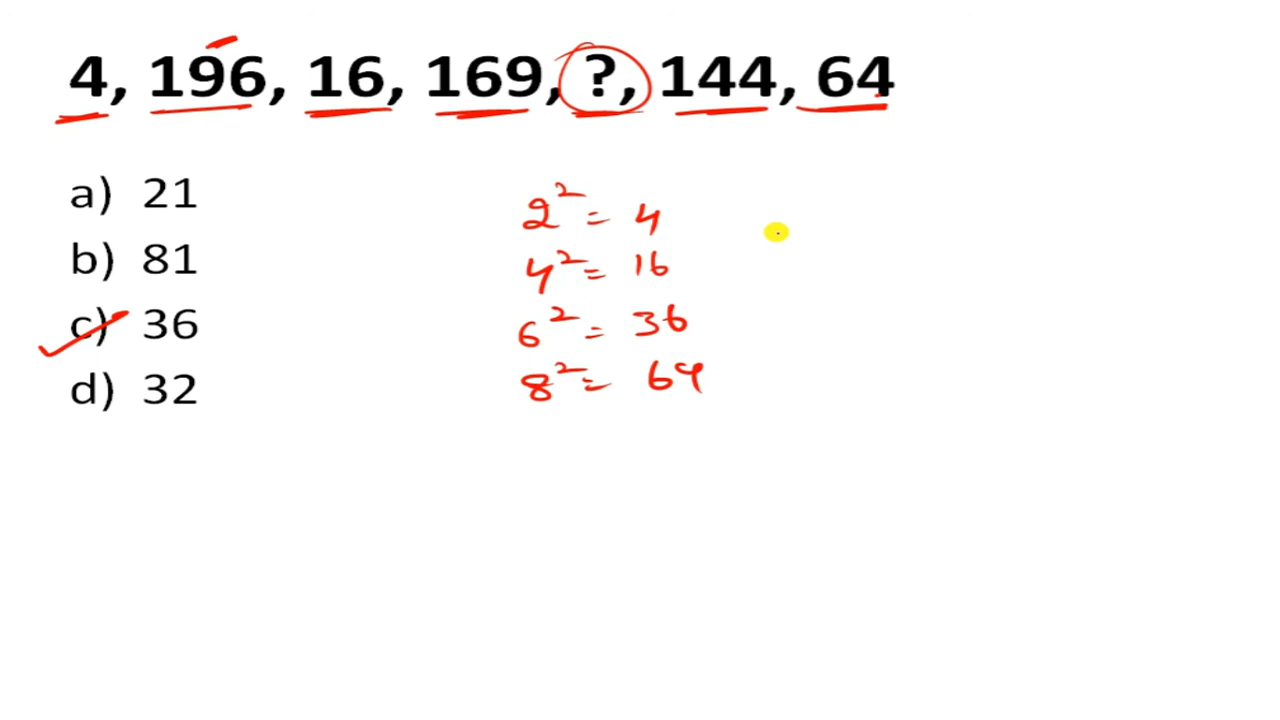 4, 196, 16, 169, ?, 144, 64
a) 21
b) 81
c) 36
d) 32
2² = 4
4² = 16
6² = 36
8² = 64